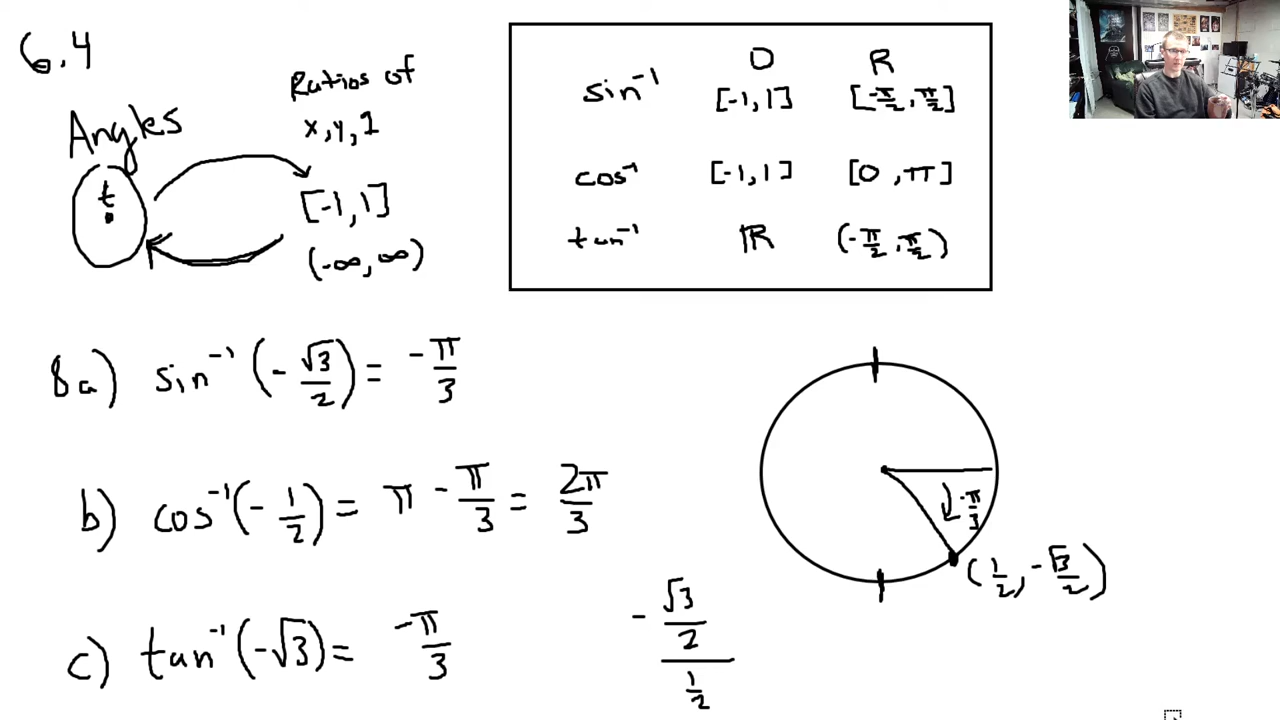 6.4
Angles
t
Ratios of
x, y, 1
[-1, 1]
(-∞, ∞)
D R
sin⁻¹ [-1, 1] [-π/2, π/2]
cos⁻¹ [-1, 1] [0, π]
tan⁻¹ ℝ (-π/2, π/2)
8a) sin⁻¹(-√3/2) = -π/3
b) cos⁻¹(-1/2) = π - π/3 = 2π/3
c) tan⁻¹(-√3) = -π/3
-√3/2
1/2
-π/3
(1/2, -√3/2)